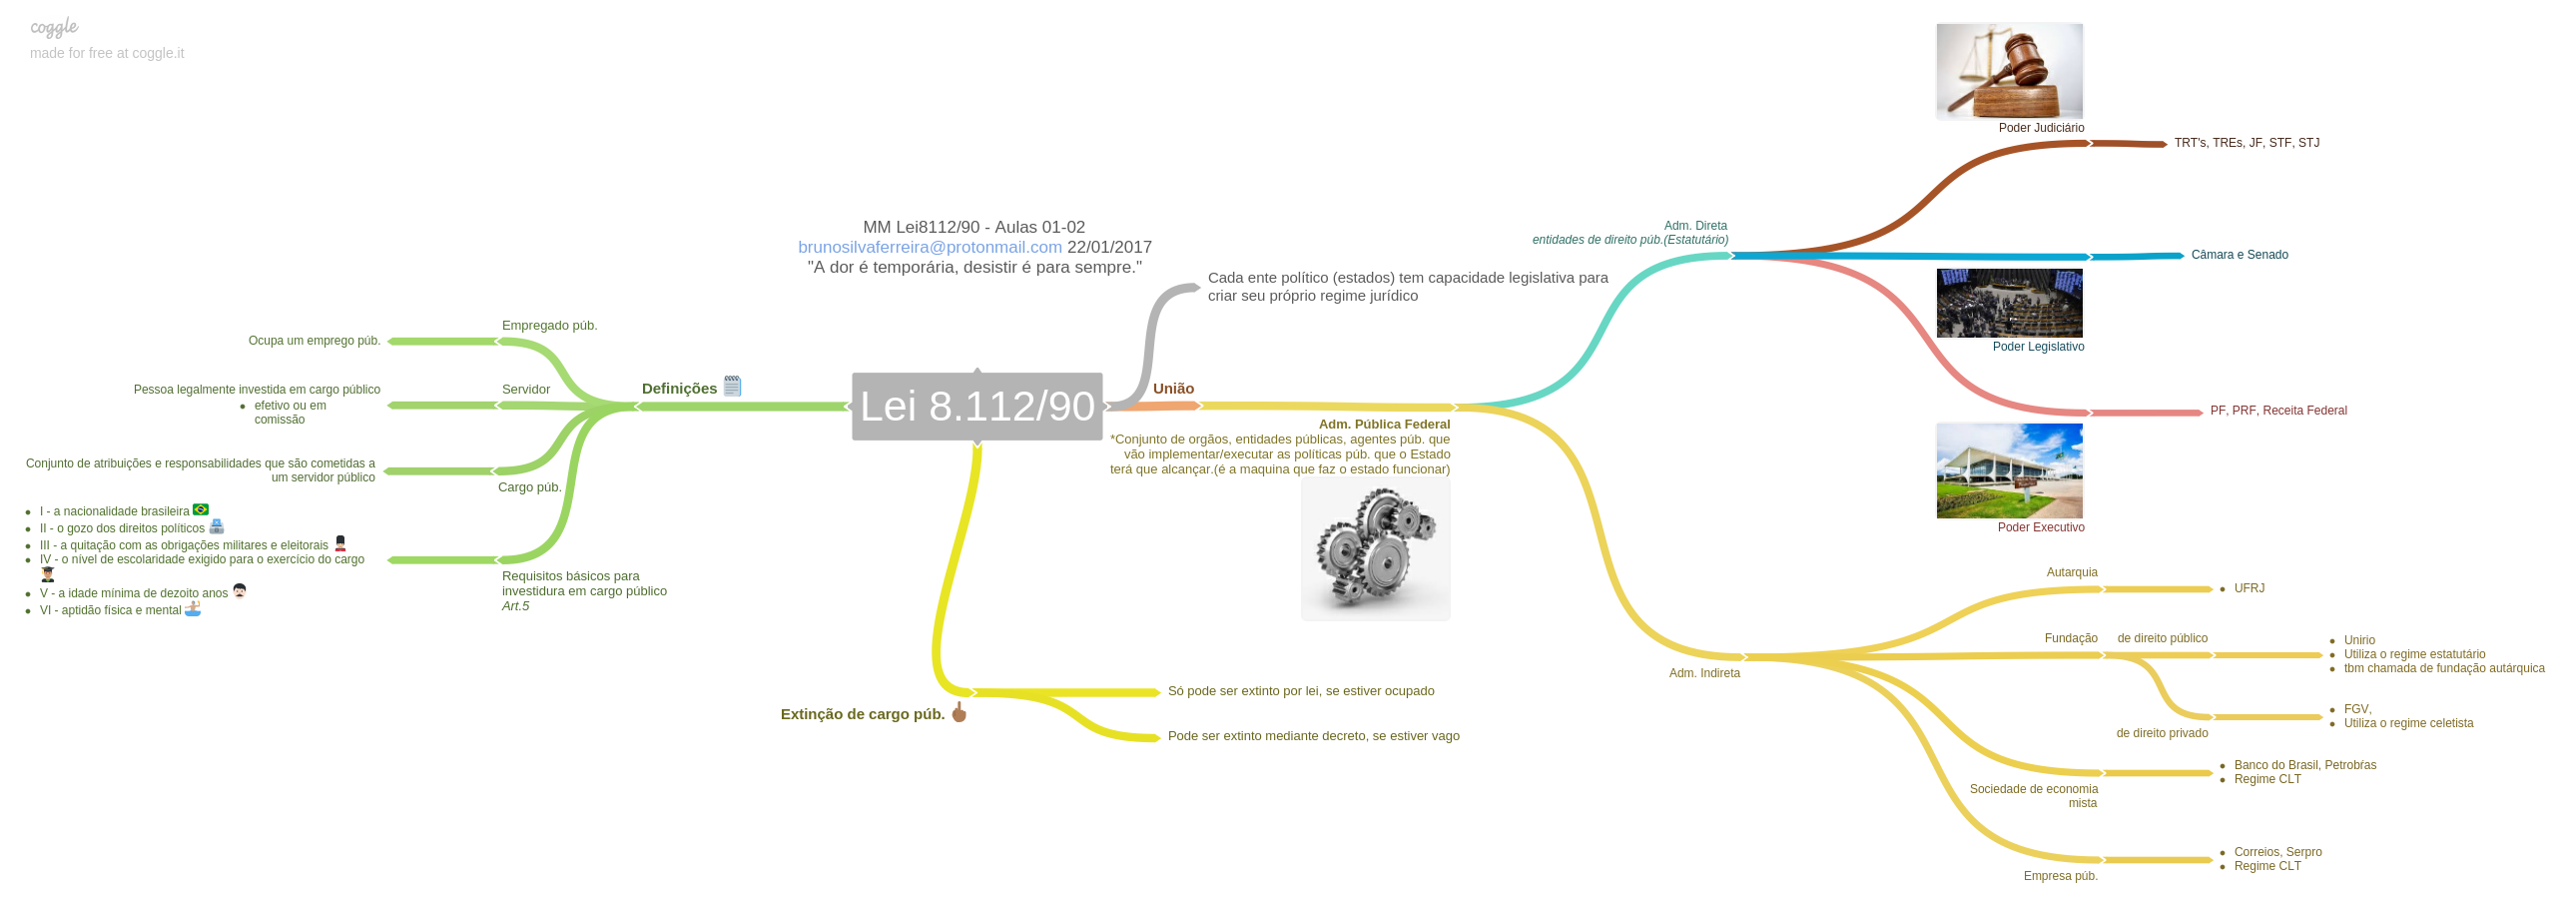 coggle
made for free at coggle.it
MM Lei8112/90 - Aulas 01-02
brunosilvaferreira@protonmail.com 22/01/2017
"A dor é temporária, desistir é para sempre."
Lei 8.112/90
Definições
Empregado púb.
Ocupa um emprego púb.
Servidor
Pessoa legalmente investida em cargo público
efetivo ou em
comissão
Cargo púb.
Conjunto de atribuições e responsabilidades que são cometidas a
um servidor público
Requisitos básicos para
investidura em cargo público
Art.5
I - a nacionalidade brasileira
II - o gozo dos direitos políticos
III - a quitação com as obrigações militares e eleitorais
IV - o nível de escolaridade exigido para o exercício do cargo
V - a idade mínima de dezoito anos
VI - aptidão física e mental
Extinção de cargo púb.
Só pode ser extinto por lei, se estiver ocupado
Pode ser extinto mediante decreto, se estiver vago
Cada ente político (estados) tem capacidade legislativa para
criar seu próprio regime jurídico
União
Adm. Pública Federal
*Conjunto de orgãos, entidades públicas, agentes púb. que
vão implementar/executar as políticas púb. que o Estado
terá que alcançar.(é a maquina que faz o estado funcionar)
Adm. Direta
entidades de direito púb.(Estatutário)
Poder Judiciário
TRT's, TREs, JF, STF, STJ
Câmara e Senado
Poder Legislativo
PF, PRF, Receita Federal
Poder Executivo
Adm. Indireta
Autarquia
UFRJ
Fundação
de direito público
Unirio
Utiliza o regime estatutário
tbm chamada de fundação autárquica
de direito privado
FGV,
Utiliza o regime celetista
Sociedade de economia
mista
Banco do Brasil, Petrobŕas
Regime CLT
Empresa púb.
Correios, Serpro
Regime CLT